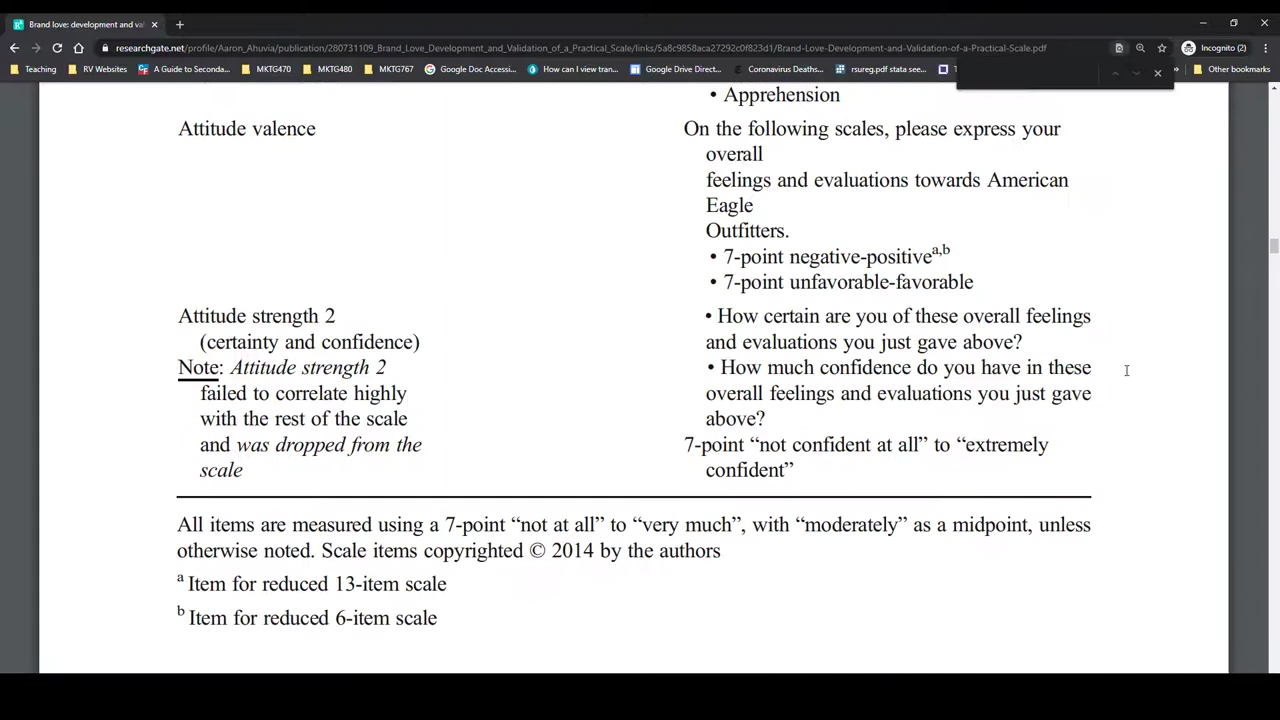 Brand love: development and va
Incognito (2)
researchgate.net/profile/Aaron_Ahuvia/publication/280731109_Brand_Love_Development_and_Validation_of_a_Practical_Scale/links/5a8c9858aca27292c0f823d1/Brand-Love-Development-and-Validation-of-a-Practical-Scale.pdf
Teaching
RV Websites
A Guide to Seconda...
MKTG470
MKTG480
MKTG767
Google Doc Accessi...
How can I view tran...
Google Drive Direct...
Coronavirus Deaths...
rsureg.pdf stata see...
Other bookmarks
• Apprehension
Attitude valence
On the following scales, please express your
overall
feelings and evaluations towards American
Eagle
Outfitters.
• 7-point negative-positive a,b
• 7-point unfavorable-favorable
Attitude strength 2
(certainty and confidence)
Note: Attitude strength 2
failed to correlate highly
with the rest of the scale
and was dropped from the
scale
• How certain are you of these overall feelings
and evaluations you just gave above?
• How much confidence do you have in these
overall feelings and evaluations you just gave
above?
7-point “not confident at all” to “extremely
confident”
All items are measured using a 7-point “not at all” to “very much”, with “moderately” as a midpoint, unless
otherwise noted. Scale items copyrighted © 2014 by the authors
a Item for reduced 13-item scale
b Item for reduced 6-item scale